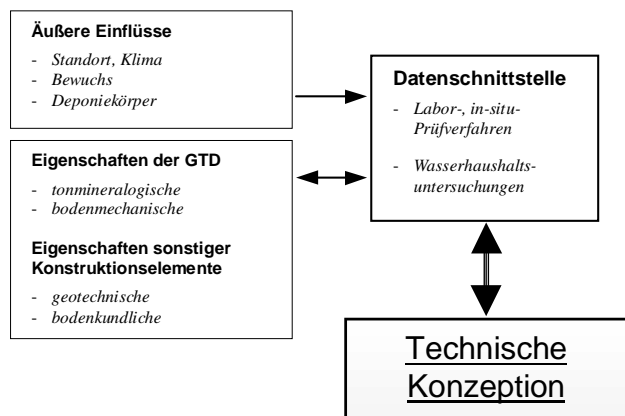 Äußere Einflüsse
- Standort, Klima
- Bewuchs
- Deponiekörper
Eigenschaften der GTD
- tonmineralogische
- bodenmechanische
Eigenschaften sonstiger
Konstruktionselemente
- geotechnische
- bodenkundliche
Datenschnittstelle
- Labor-, in-situ-
Prüfverfahren
- Wasserhaushalts-
untersuchungen
Technische
Konzeption